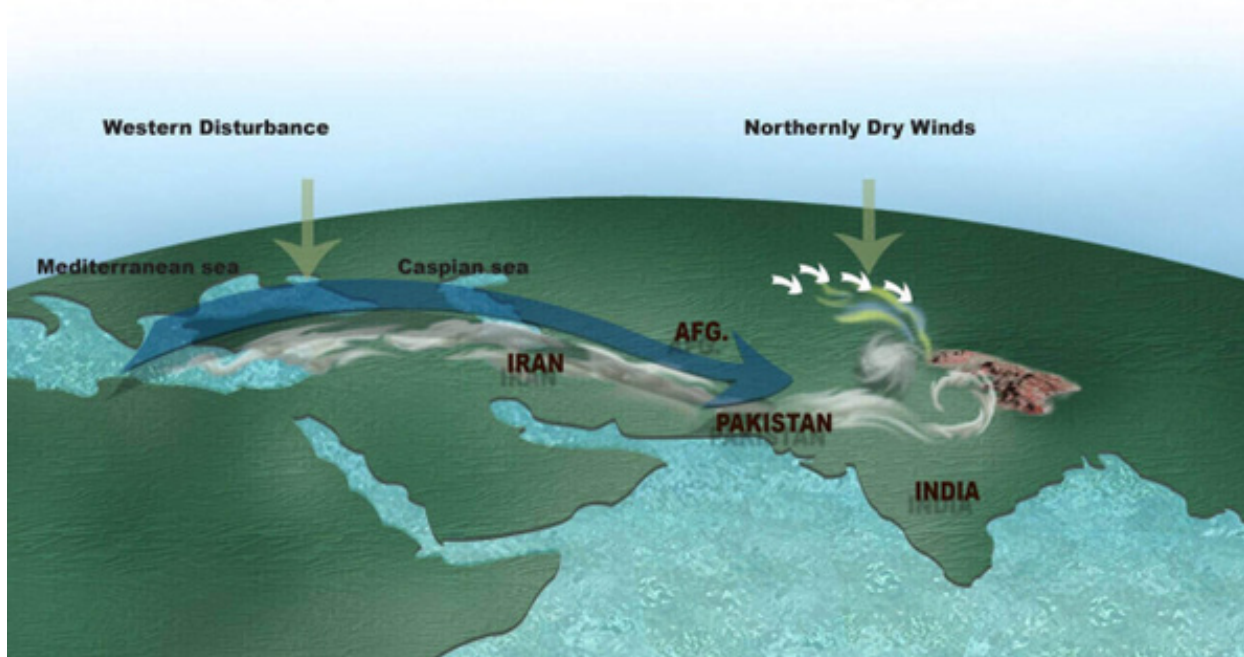 Western Disturbance
Northernly Dry Winds
Mediterranean sea
Caspian sea
AFG.
IRAN
PAKISTAN
INDIA